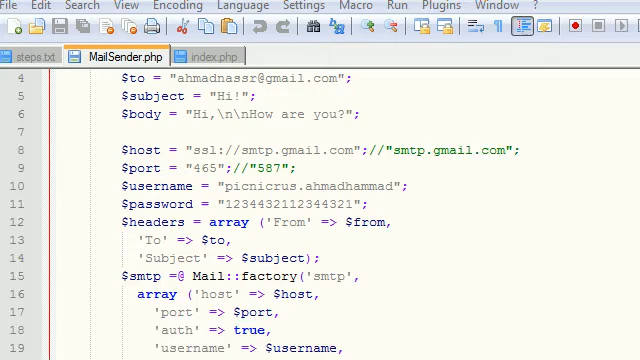 File Edit Search View Encoding Language Settings Macro Run Plugins Window ?
steps.txt MailSender.php index.php
4 $to = "ahmadnassr@gmail.com";
5 $subject = "Hi!";
6 $body = "Hi,\n\nHow are you?";
7
8 $host = "ssl://smtp.gmail.com";//"smtp.gmail.com";
9 $port = "465";//"587";
10 $username = "picnicrus.ahmadhammad";
11 $password = "1234432112344321";
12 $headers = array ('From' => $from,
13 'To' => $to,
14 'Subject' => $subject);
15 $smtp =@ Mail::factory('smtp',
16 array ('host' => $host,
17 'port' => $port,
18 'auth' => true,
19 'username' => $username,